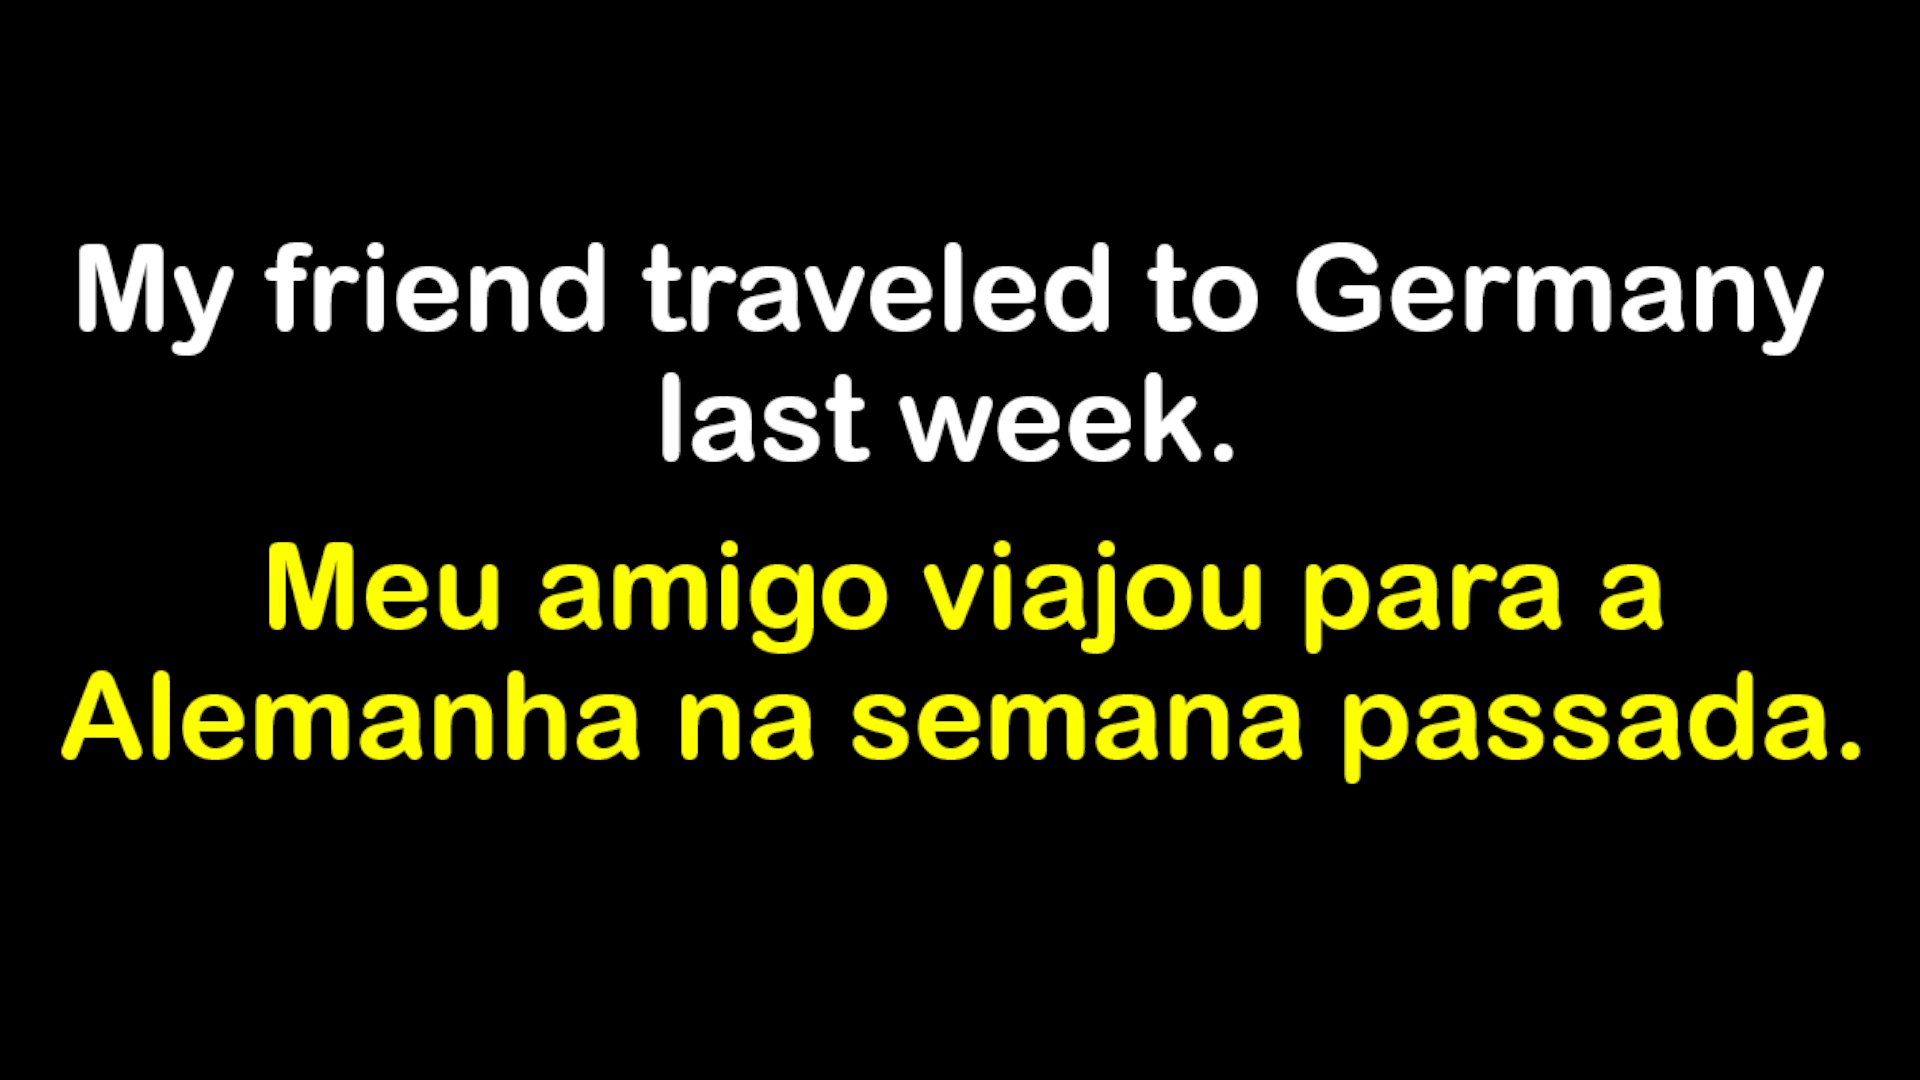 My friend traveled to Germany
last week.
Meu amigo viajou para a
Alemanha na semana passada.